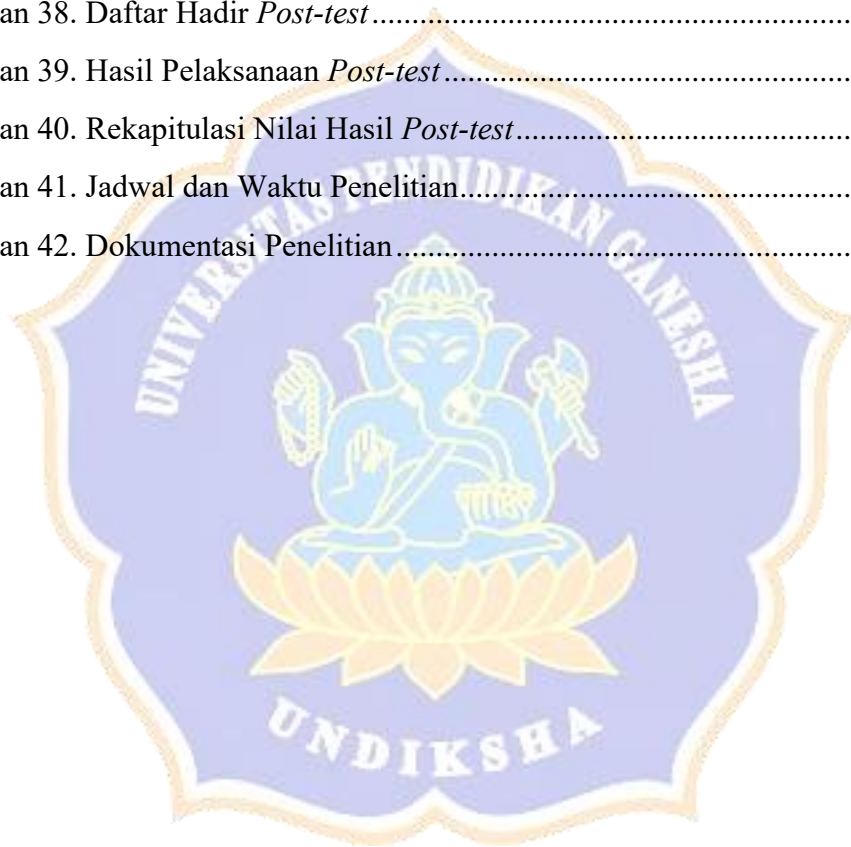 an 38. Daftar Hadir Post-test................................................................
an 39. Hasil Pelaksanaan Post-test.......................................................
an 40. Rekapitulasi Nilai Hasil Post-test.............................................
an 41. Jadwal dan Waktu Penelitian....................................................
an 42. Dokumentasi Penelitian............................................................
UNIVERSITAS PENDIDIKAN GANESHA
UNDIKSHA